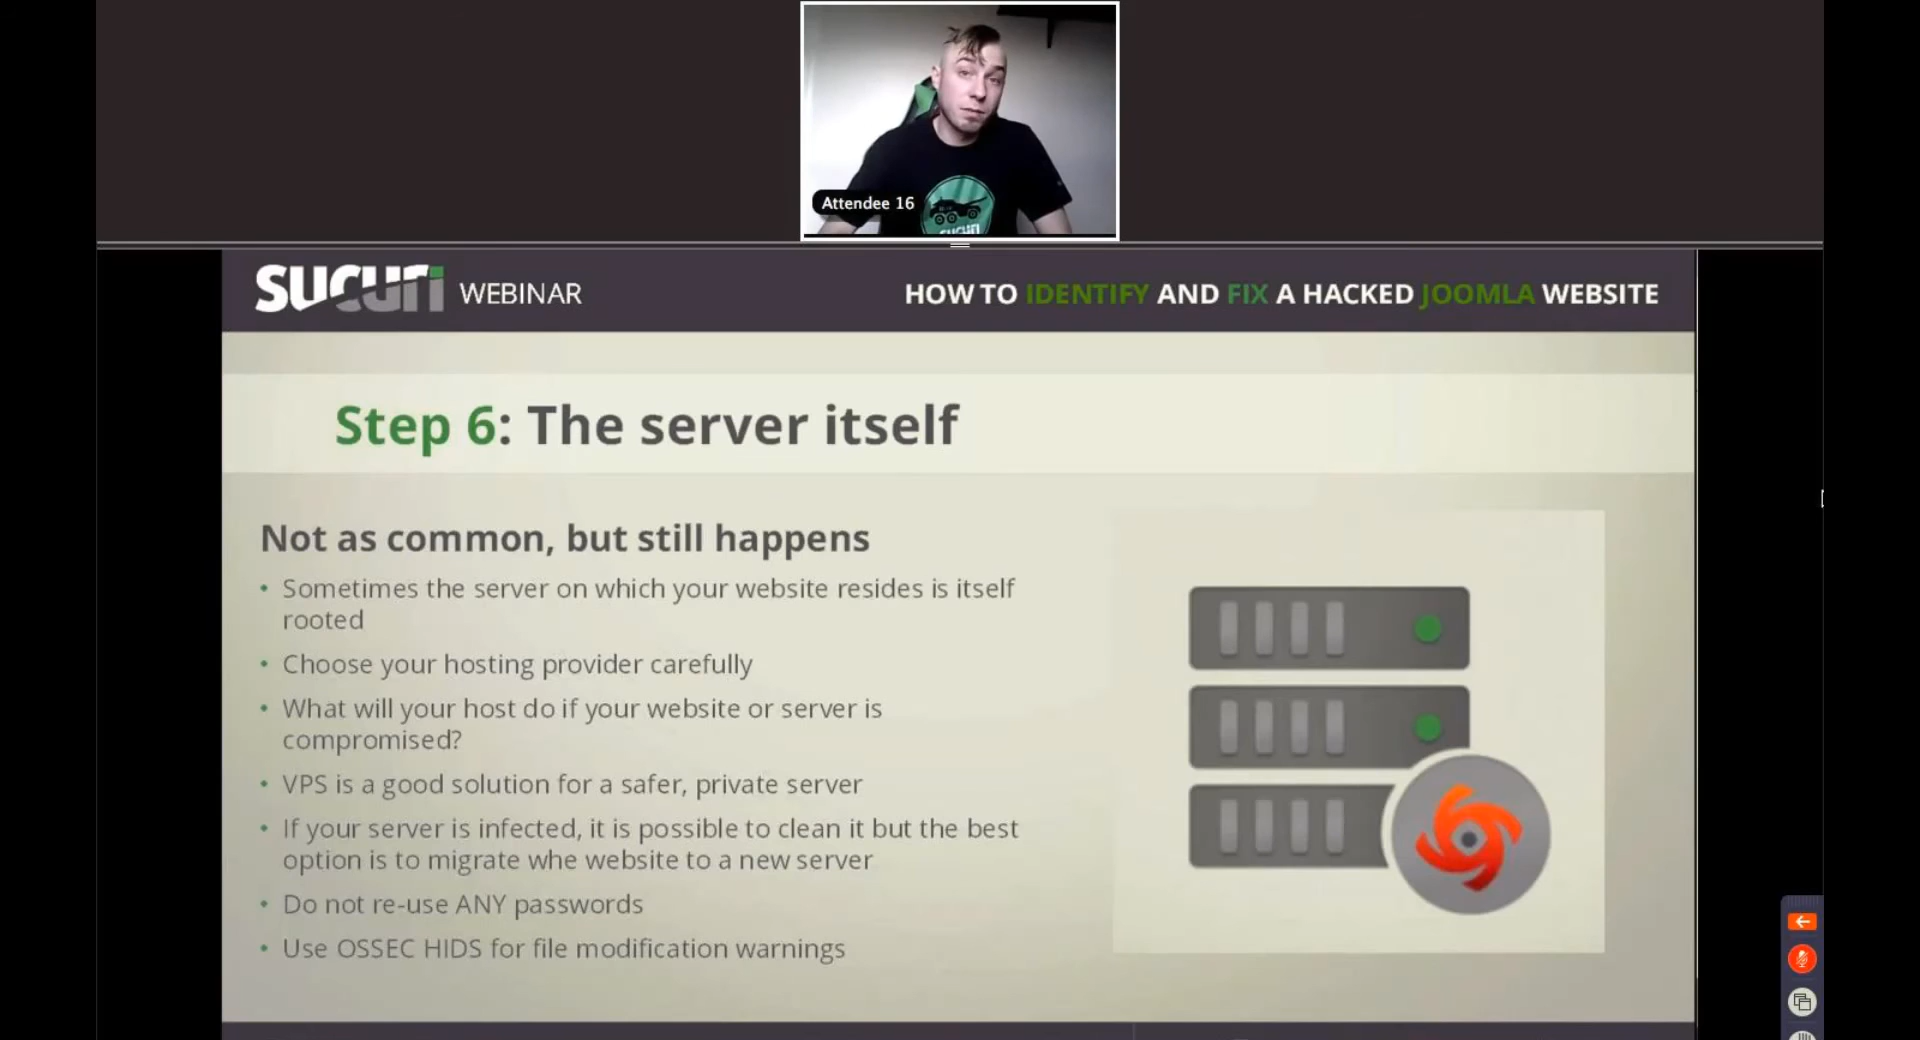 Attendee 16
SUCURI
sucuri WEBINAR
HOW TO IDENTIFY AND FIX A HACKED JOOMLA WEBSITE
Step 6: The server itself
Not as common, but still happens
• Sometimes the server on which your website resides is itself
rooted
• Choose your hosting provider carefully
• What will your host do if your website or server is
compromised?
• VPS is a good solution for a safer, private server
• If your server is infected, it is possible to clean it but the best
option is to migrate whe website to a new server
• Do not re-use ANY passwords
• Use OSSEC HIDS for file modification warnings